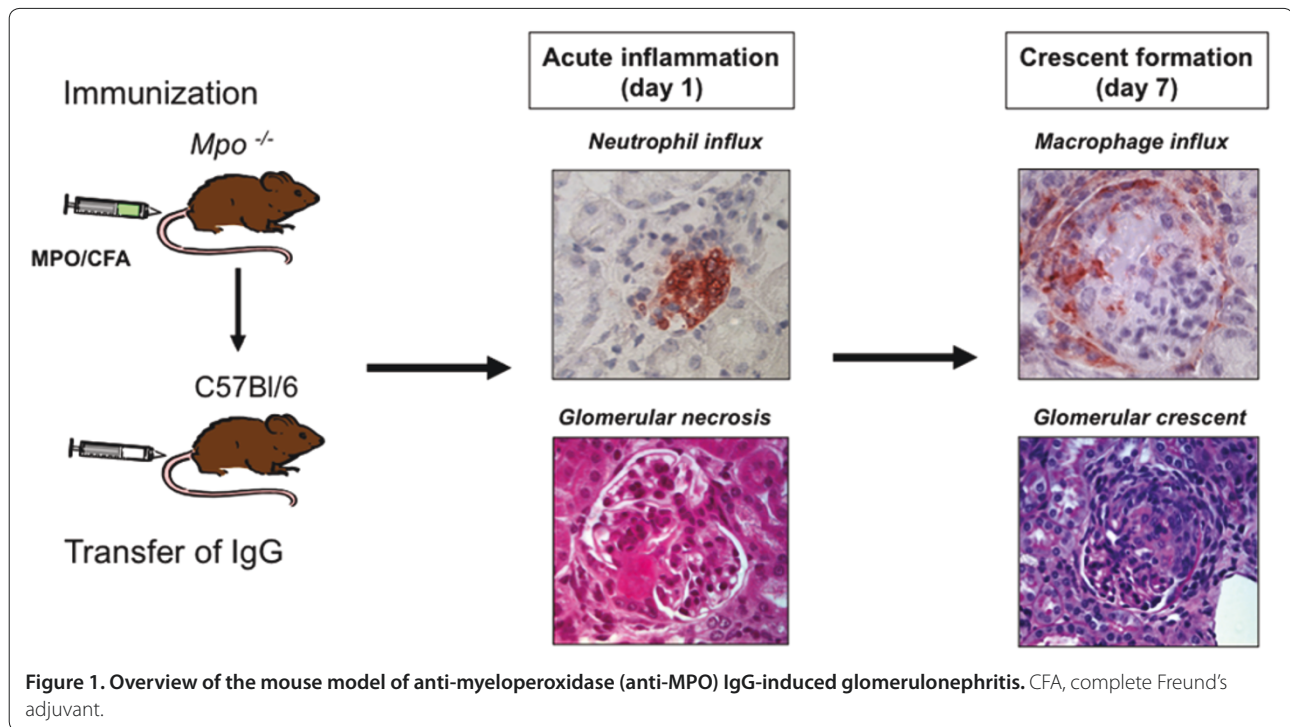 Immunization
Mpo -/-
MPO/CFA
C57Bl/6
Transfer of IgG
Acute inflammation
(day 1)
Neutrophil influx
Glomerular necrosis
Crescent formation
(day 7)
Macrophage influx
Glomerular crescent
Figure 1. Overview of the mouse model of anti-myeloperoxidase (anti-MPO) IgG-induced glomerulonephritis. CFA, complete Freund’s
adjuvant.